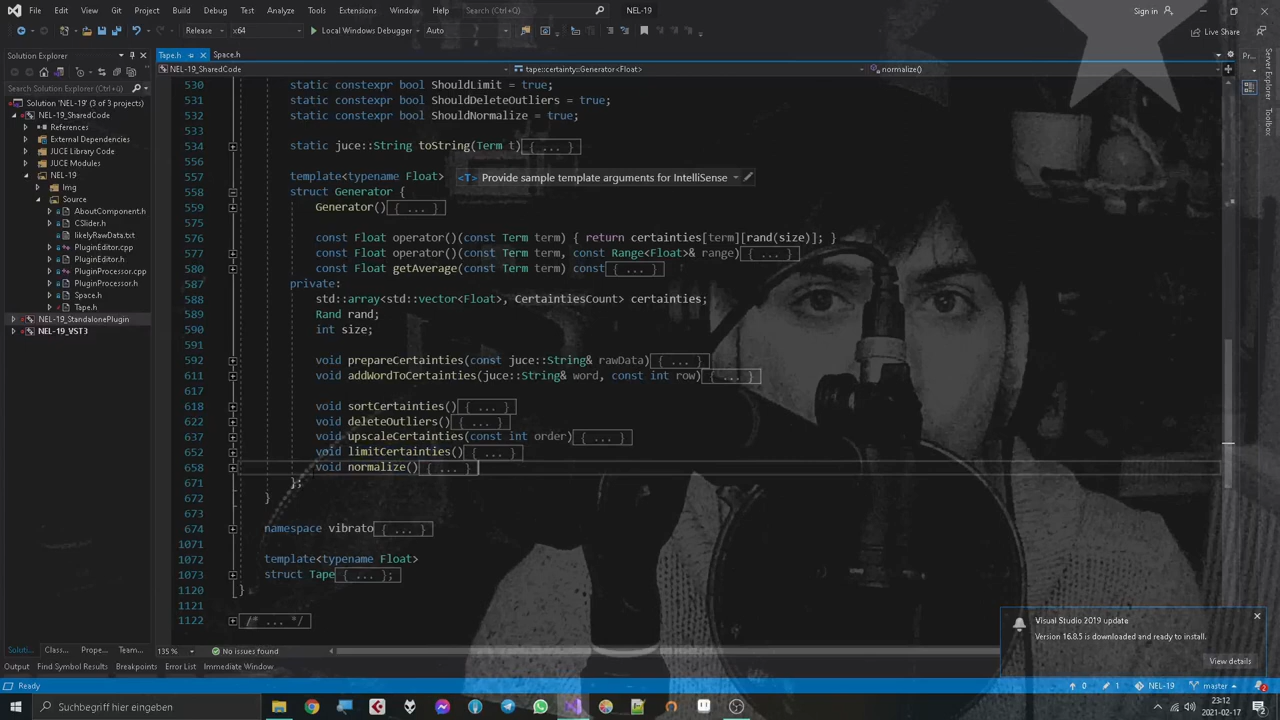 File Edit View Git Project Build Debug Test Analyze Tools Extensions Window Help Search (Ctrl+Q) NEL-19 Sign in
Release x64 Local Windows Debugger Auto Live Share
Solution Explorer
Search Solution Explorer (Ctrl+ü)
Solution 'NEL-19' (3 of 3 projects)
NEL-19_SharedCode
References
External Dependencies
JUCE Library Code
JUCE Modules
NEL-19
Img
Source
AboutComponent.h
CSlider.h
likelyRawData.txt
PluginEditor.cpp
PluginEditor.h
PluginProcessor.cpp
PluginProcessor.h
Space.h
Tape.h
NEL-19_StandalonePlugin
NEL-19_VST3
Soluti... Class... Prope... Team...
Tape.h Space.h
NEL-19_SharedCode tape::certainty::Generator<Float> normalize()
530 static constexpr bool ShouldLimit = true;
531 static constexpr bool ShouldDeleteOutliers = true;
532 static constexpr bool ShouldNormalize = true;
533
534 static juce::String toString(Term t){ ... }
556
557 template<typename Float> <T> Provide sample template arguments for IntelliSense
558 struct Generator {
559 Generator(){ ... }
575
576 const Float operator()(const Term term) { return certainties[term][rand(size)]; }
577 const Float operator()(const Term term, const Range<Float>& range){ ... }
580 const Float getAverage(const Term term) const{ ... }
587 private:
588 std::array<std::vector<Float>, CertaintiesCount> certainties;
589 Rand rand;
590 int size;
591
592 void prepareCertainties(const juce::String& rawData){ ... }
611 void addWordToCertainties(juce::String& word, const int row){ ... }
617
618 void sortCertainties(){ ... }
622 void deleteOutliers(){ ... }
637 void upscaleCertainties(const int order){ ... }
652 void limitCertainties(){ ... }
658 void normalize(){ ... }
671 };
672 }
673
674 namespace vibrato{ ... }
1071
1072 template<typename Float>
1073 struct Tape{ ... };
1120 }
1121
1122 /* ... */
135 % No issues found
Pr...
Server Explorer
Toolbox
Visual Studio 2019 update
Version 16.8.5 is downloaded and ready to install.
View details
Output Find Symbol Results Breakpoints Error List Immediate Window
Ready 0 1 NEL-19 master 2
Suchbegriff hier eingeben
23:12
2021-02-17
2